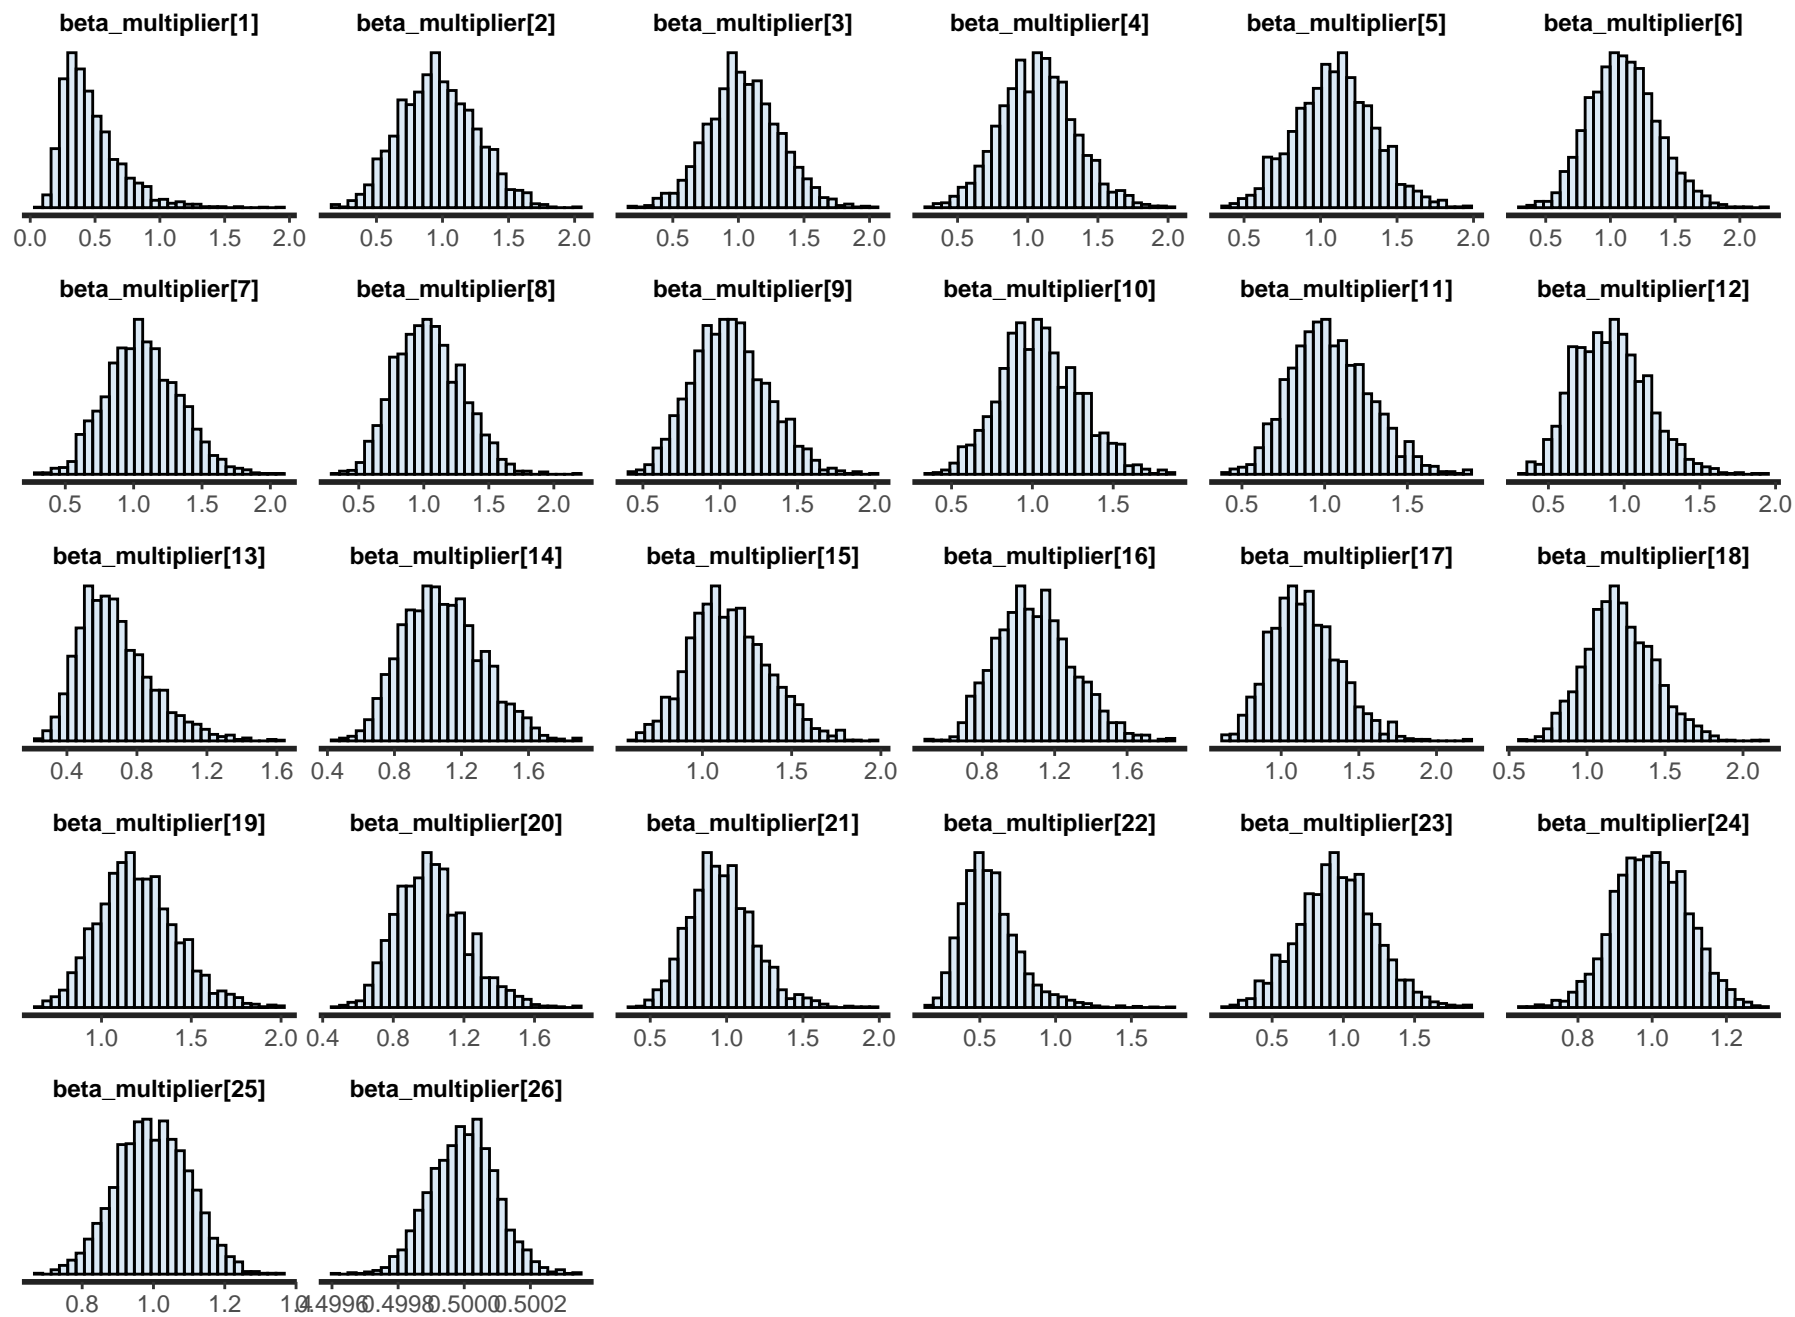 beta_multiplier[1] beta_multiplier[2] beta_multiplier[3] beta_multiplier[4] beta_multiplier[5] beta_multiplier[6]
0.0 0.5 1.0 1.5 2.0 0.5 1.0 1.5 2.0 0.5 1.0 1.5 2.0 0.5 1.0 1.5 2.0 0.5 1.0 1.5 2.0 0.5 1.0 1.5 2.0
beta_multiplier[7] beta_multiplier[8] beta_multiplier[9] beta_multiplier[10] beta_multiplier[11] beta_multiplier[12]
0.5 1.0 1.5 2.0 0.5 1.0 1.5 2.0 0.5 1.0 1.5 2.0 0.5 1.0 1.5 0.5 1.0 1.5 0.5 1.0 1.5 2.0
beta_multiplier[13] beta_multiplier[14] beta_multiplier[15] beta_multiplier[16] beta_multiplier[17] beta_multiplier[18]
0.4 0.8 1.2 1.6 0.4 0.8 1.2 1.6 1.0 1.5 2.0 0.8 1.2 1.6 1.0 1.5 2.0 0.5 1.0 1.5 2.0
beta_multiplier[19] beta_multiplier[20] beta_multiplier[21] beta_multiplier[22] beta_multiplier[23] beta_multiplier[24]
1.0 1.5 2.0 0.4 0.8 1.2 1.6 0.5 1.0 1.5 2.0 0.5 1.0 1.5 0.5 1.0 1.5 0.8 1.0 1.2
beta_multiplier[25] beta_multiplier[26]
0.8 1.0 1.2 1.4 0.4996 0.4998 0.5000 0.5002